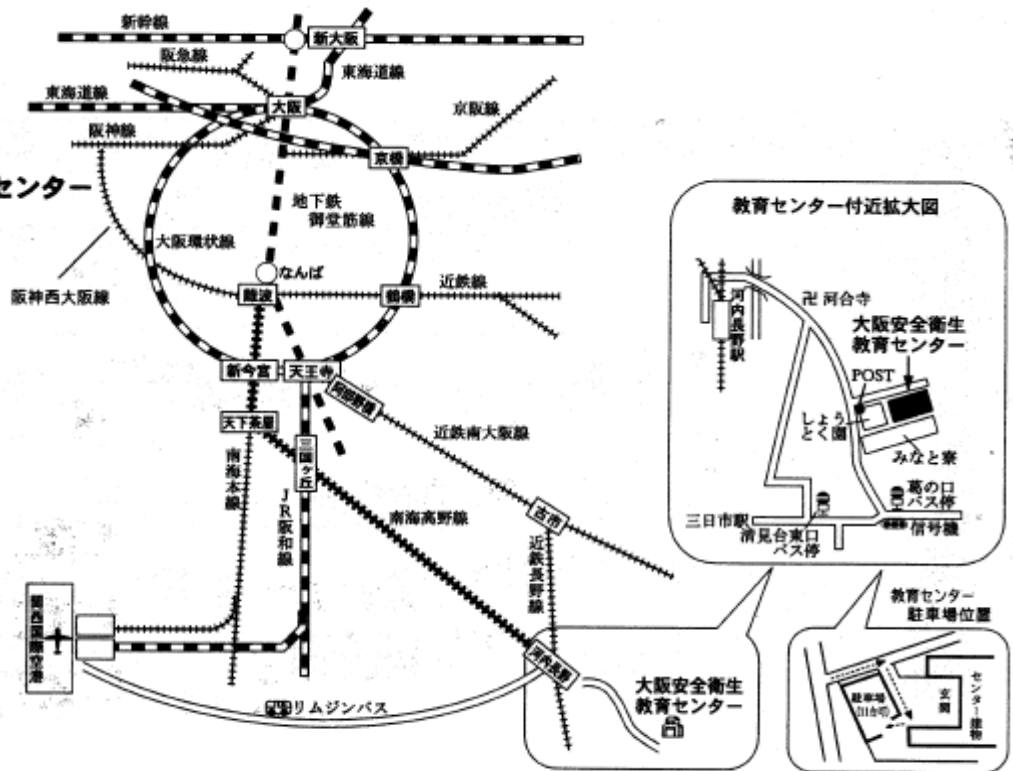 新幹線
新大阪
阪急線
東海道線
東海道線
大阪
京阪線
阪神線
京橋
センター
地下鉄
御堂筋線
大阪環状線
なんば
近鉄線
阪神西大阪線
難波
鶴橋
新今宮
天王寺
阿部野橋
天下茶屋
近鉄南大阪線
三国ヶ丘
南海本線
JR阪和線
南海高野線
古市
近鉄長野線
関西国際空港
河内長野
リムジンバス
大阪安全衛生
教育センター
教育センター付近拡大図
河内長野駅
卍 河合寺
大阪安全衛生
教育センター
POST
しょう
とく園
みなと寮
葛の口
バス停
三日市駅
信号機
清見台東口
バス停
教育センター
駐車場位置
駐車場
(11台可)
玄関
センター建物